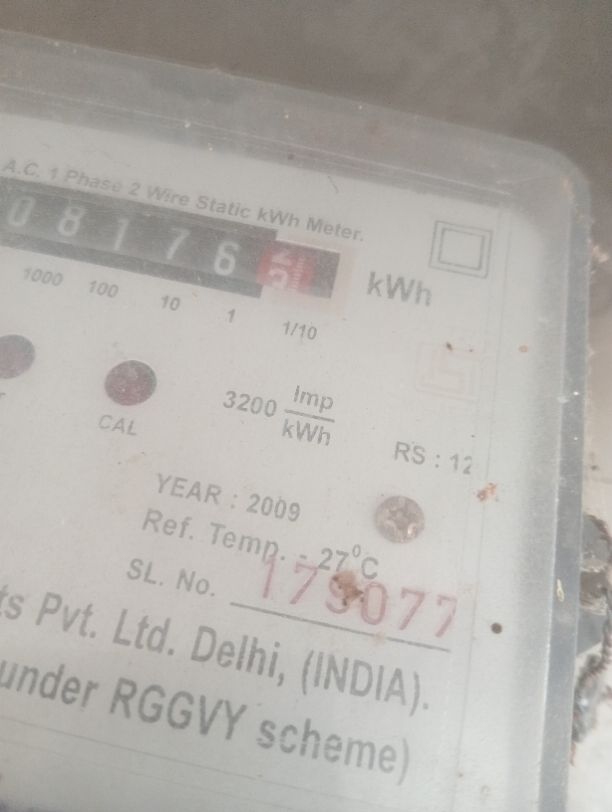 A.C. 1 Phase 2 Wire Static kWh Meter.
0 8 1 7 6 kWh
1000 100 10 1 1/10
CAL
3200 Imp/kWh
RS : 12
YEAR : 2009
Ref. Temp. - 27°C
SL. No. 179077
ts Pvt. Ltd. Delhi, (INDIA).
under RGGVY scheme)